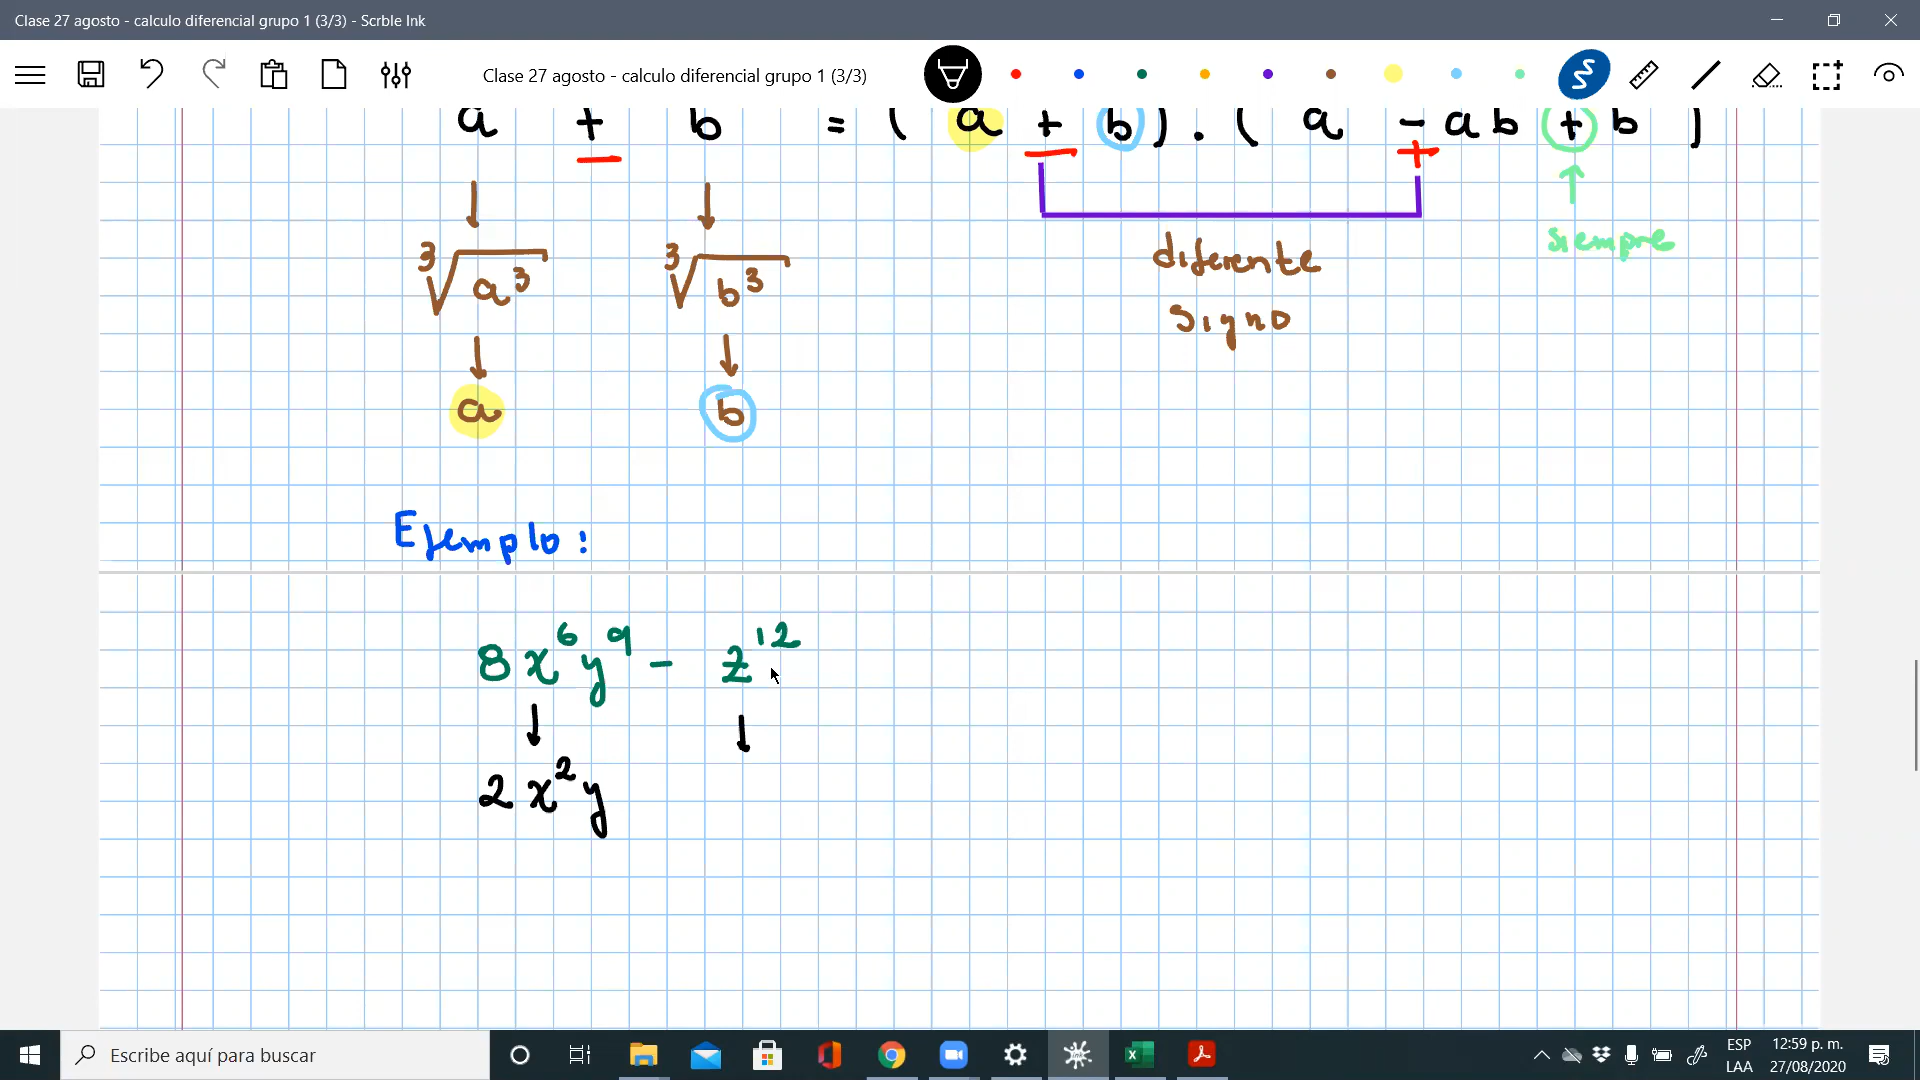 Clase 27 agosto - calculo diferencial grupo 1 (3/3) - Scrble Ink
Clase 27 agosto - calculo diferencial grupo 1 (3/3)
a + b = ( a + b ) . ( a - ab + b )
— — +
∛a³ ∛b³ diferente siempre
signo
a b
Ejemplo:
8x⁶y⁹ - z¹²
2x²y
Escribe aquí para buscar
ESP
LAA
12:59 p. m.
27/08/2020